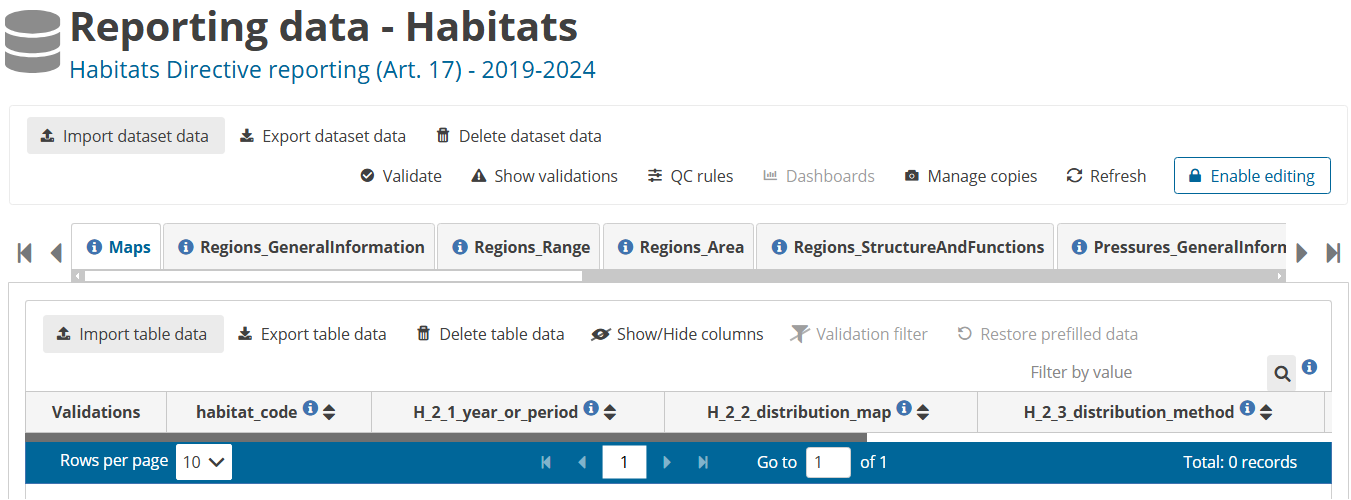 Reporting data - Habitats
Habitats Directive reporting (Art. 17) - 2019-2024
Import dataset data Export dataset data Delete dataset data
Validate Show validations QC rules Dashboards Manage copies Refresh Enable editing
Maps Regions_GeneralInformation Regions_Range Regions_Area Regions_StructureAndFunctions Pressures_GeneralInform
Import table data Export table data Delete table data Show/Hide columns Validation filter Restore prefilled data
Filter by value
Validations habitat_code H_2_1_year_or_period H_2_2_distribution_map H_2_3_distribution_method
Rows per page 10 1 Go to 1 of 1 Total: 0 records